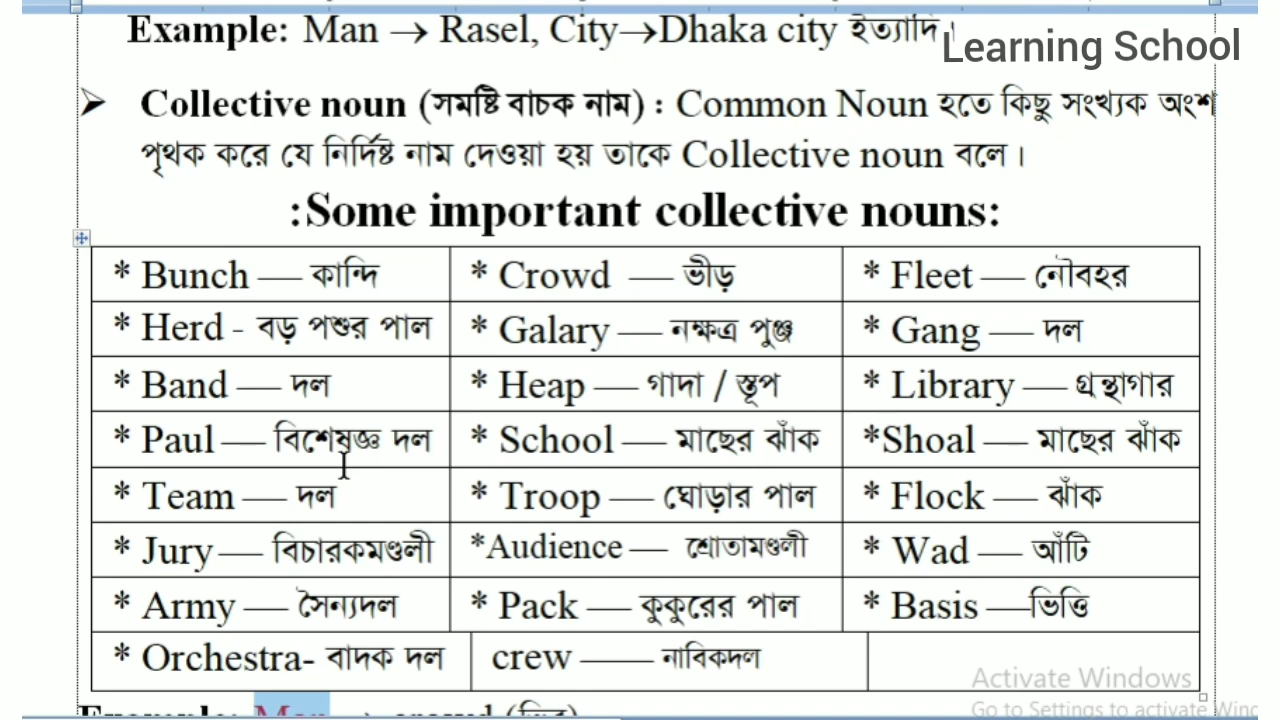 Example: Man → Rasel, City→Dhaka city ইত্যাদি।
Learning School
➢ Collective noun (সমষ্টি বাচক নাম) : Common Noun হতে কিছু সংখ্যক অংশ
পৃথক করে যে নির্দিষ্ট নাম দেওয়া হয় তাকে Collective noun বলে।
:Some important collective nouns:
* Bunch — কান্দি * Crowd — ভীড় * Fleet — নৌবহর
* Herd - বড় পশুর পাল * Galary — নক্ষত্র পুঞ্জ * Gang — দল
* Band — দল * Heap — গাদা / স্তূপ * Library — গ্রন্থাগার
* Paul — বিশেষজ্ঞ দল * School — মাছের ঝাঁক *Shoal — মাছের ঝাঁক
* Team — দল * Troop — ঘোড়ার পাল * Flock — ঝাঁক
* Jury — বিচারকমণ্ডলী *Audience — শ্রোতামণ্ডলী * Wad — আঁটি
* Army — সৈন্যদল * Pack — কুকুরের পাল * Basis —ভিত্তি
* Orchestra- বাদক দল crew —— নাবিকদল
Activate Windows
Go to Settings to activate Wind
Example: Man → crowd